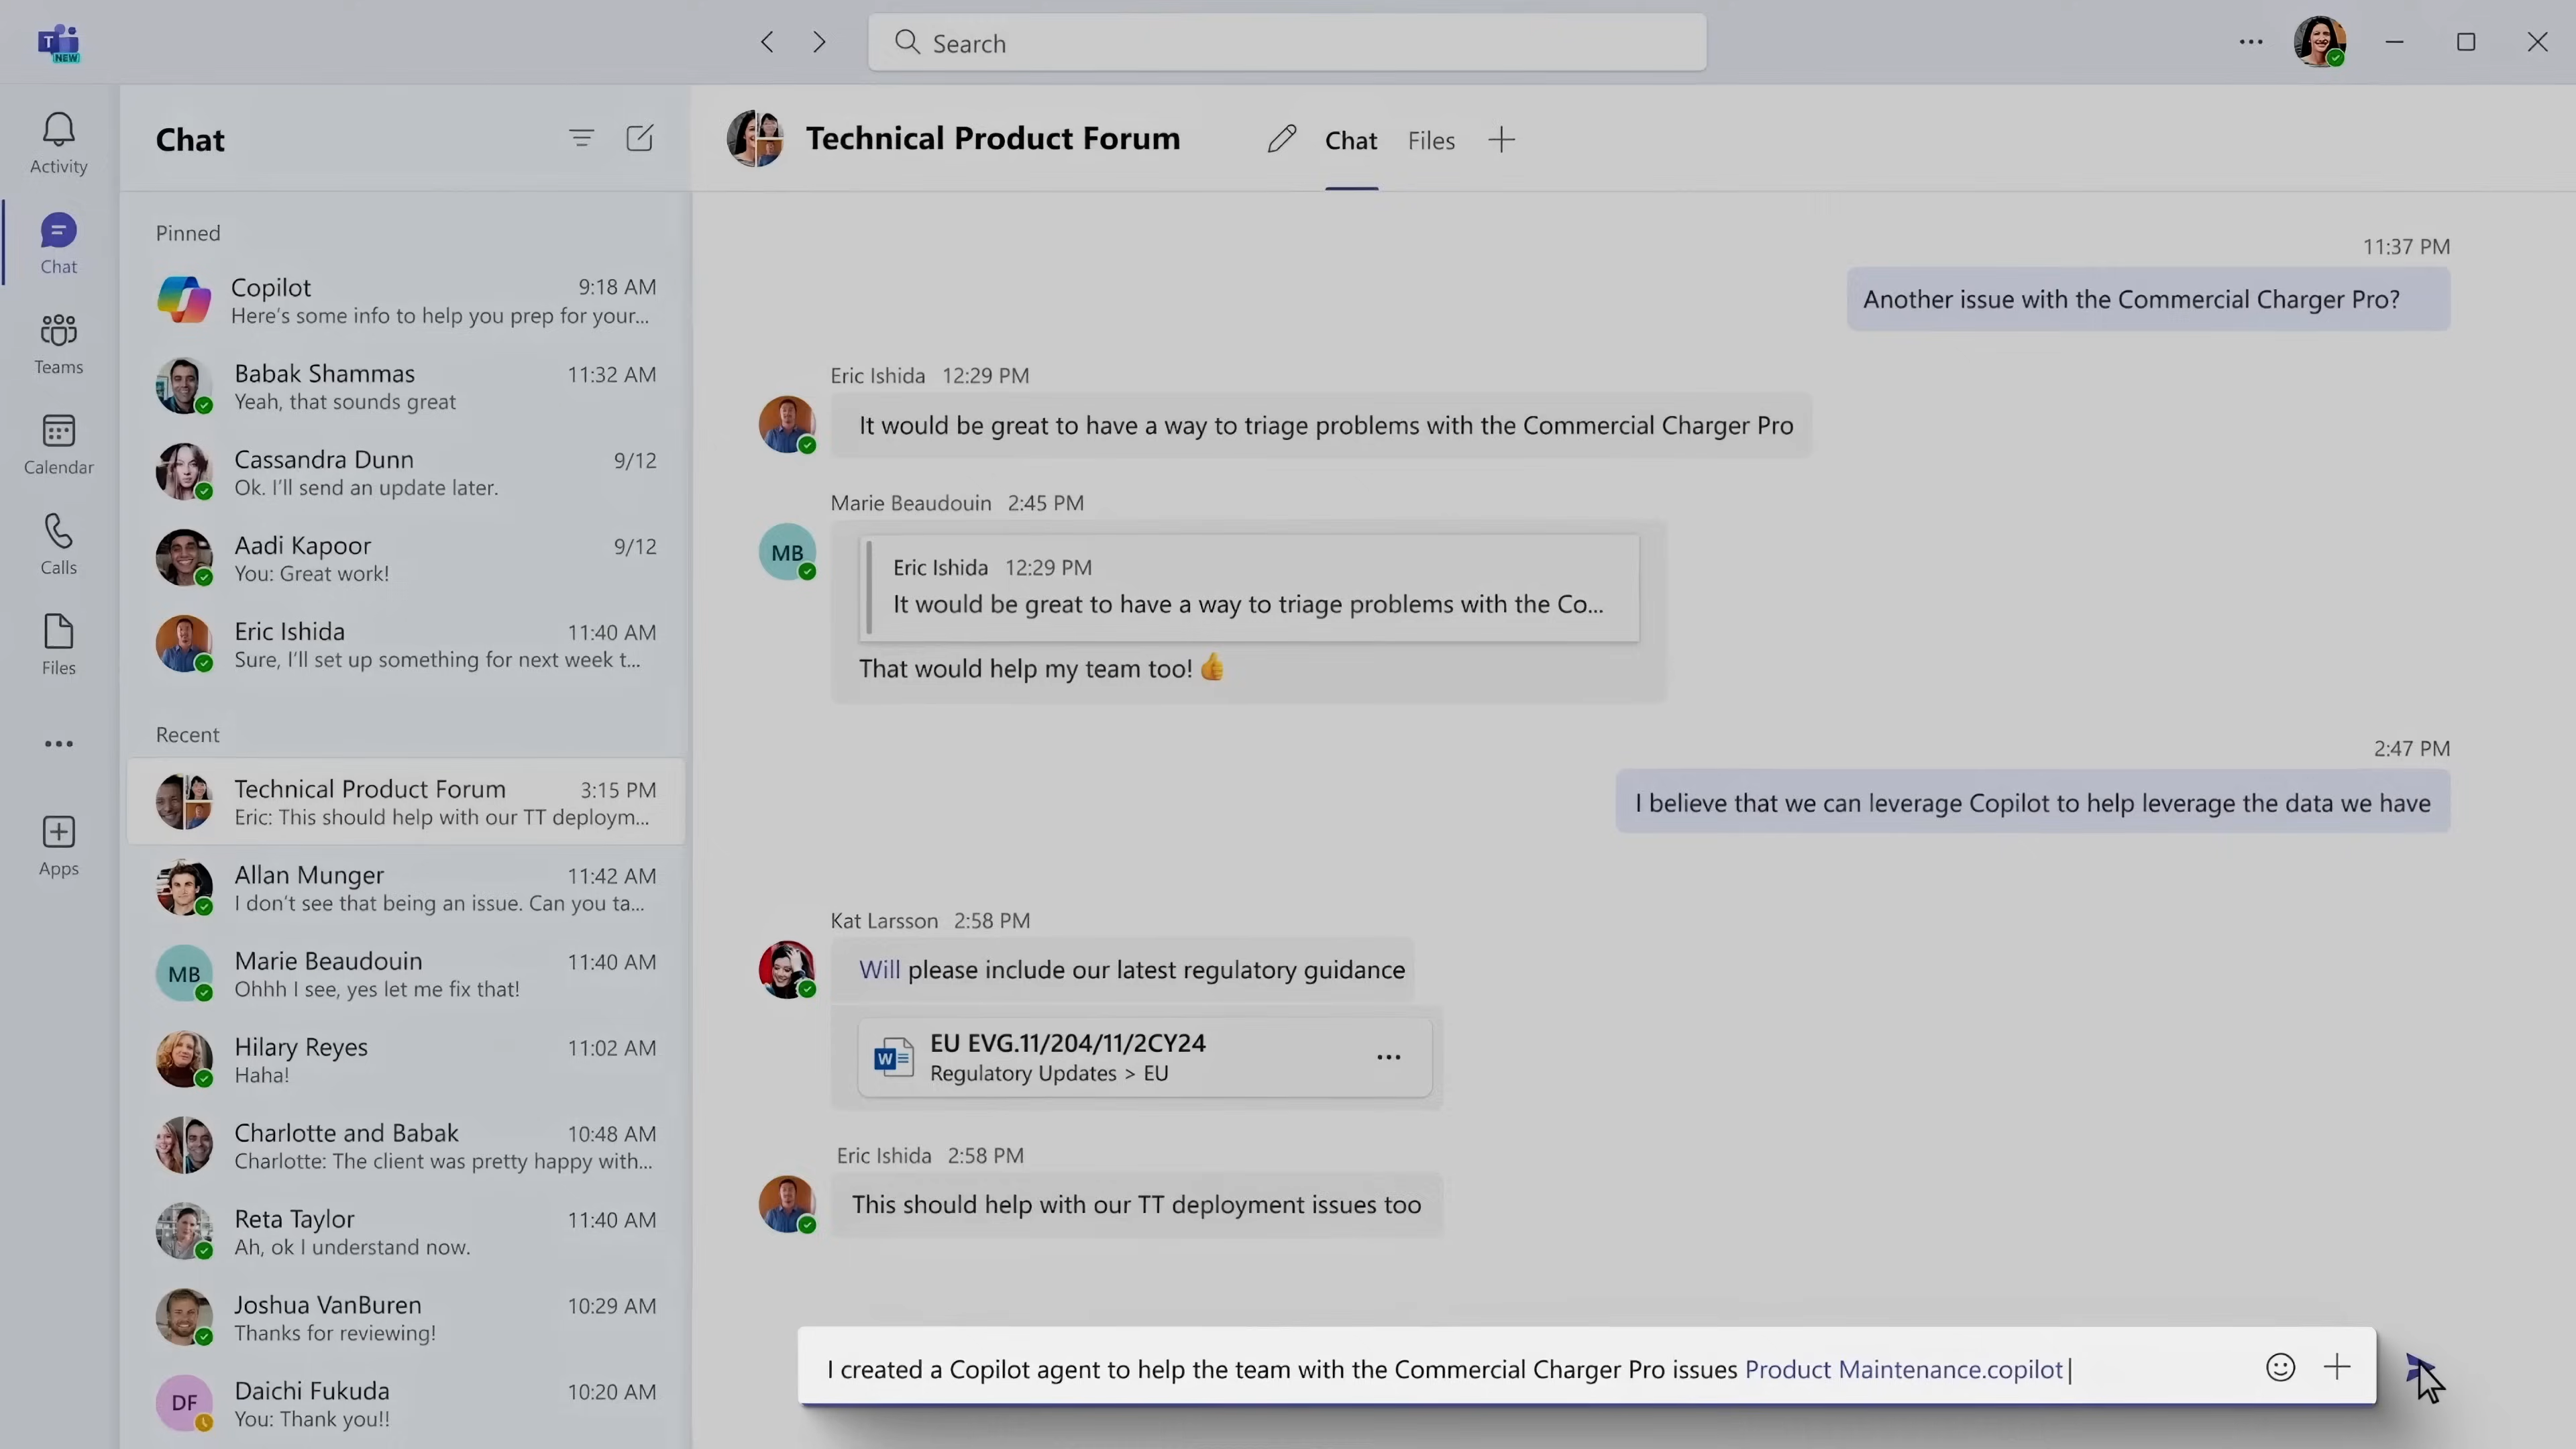 T
NEW
Search
Activity
Chat
Teams
Calendar
Calls
Files
Apps
Chat
Pinned
Copilot 9:18 AM
Here's some info to help you prep for your...
Babak Shammas 11:32 AM
Yeah, that sounds great
Cassandra Dunn 9/12
Ok. I'll send an update later.
Aadi Kapoor 9/12
You: Great work!
Eric Ishida 11:40 AM
Sure, I'll set up something for next week t...
Recent
Technical Product Forum 3:15 PM
Eric: This should help with our TT deploym...
Allan Munger 11:42 AM
I don't see that being an issue. Can you ta...
MB
Marie Beaudouin 11:40 AM
Ohhh I see, yes let me fix that!
Hilary Reyes 11:02 AM
Haha!
Charlotte and Babak 10:48 AM
Charlotte: The client was pretty happy with...
Reta Taylor 11:40 AM
Ah, ok I understand now.
Joshua VanBuren 10:29 AM
Thanks for reviewing!
DF
Daichi Fukuda 10:20 AM
You: Thank you!!
Technical Product Forum Chat Files
11:37 PM
Another issue with the Commercial Charger Pro?
Eric Ishida 12:29 PM
It would be great to have a way to triage problems with the Commercial Charger Pro
Marie Beaudouin 2:45 PM
MB
Eric Ishida 12:29 PM
It would be great to have a way to triage problems with the Co...
That would help my team too! 👍
2:47 PM
I believe that we can leverage Copilot to help leverage the data we have
Kat Larsson 2:58 PM
Will please include our latest regulatory guidance
W
EU EVG.11/204/11/2CY24
Regulatory Updates > EU
Eric Ishida 2:58 PM
This should help with our TT deployment issues too
I created a Copilot agent to help the team with the Commercial Charger Pro issues Product Maintenance.copilot